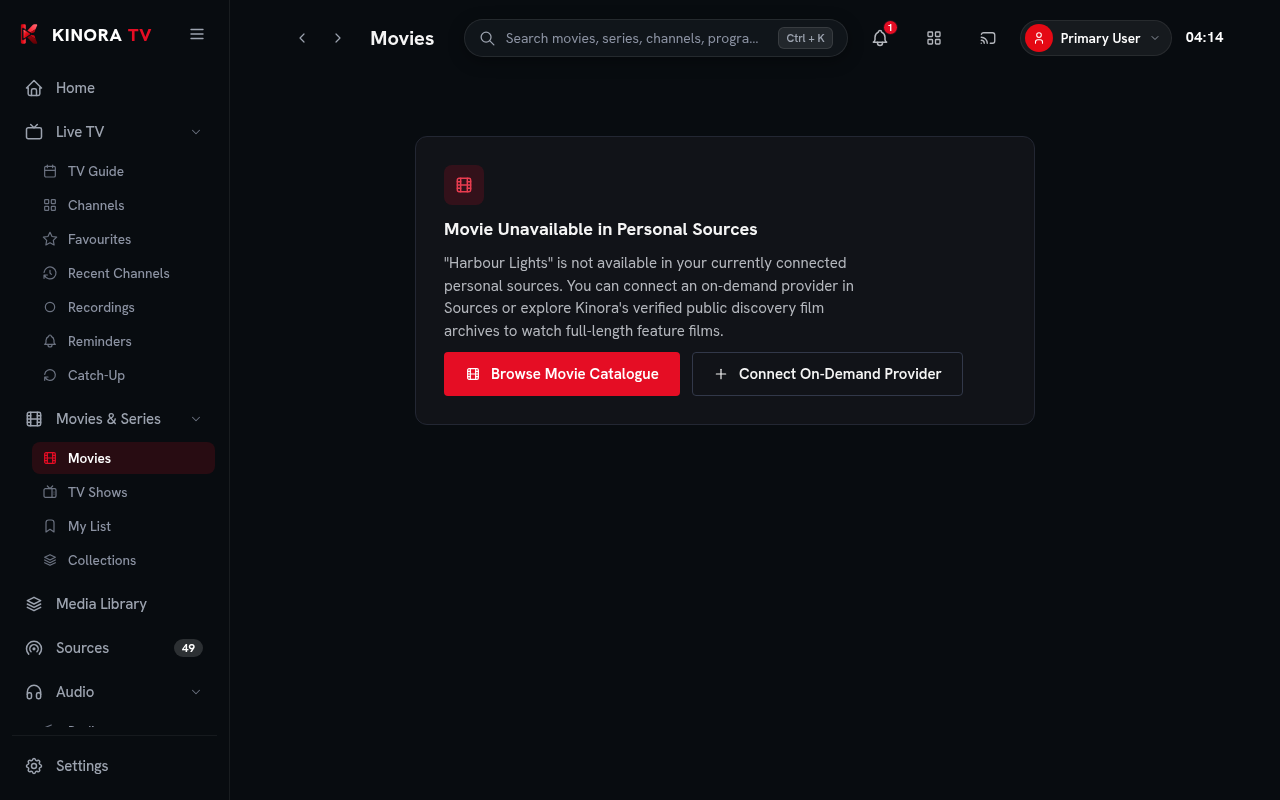 KINORA TV
Movies
Search movies, series, channels, progra...
Ctrl + K
1
Primary User
04:14
Home
Live TV
TV Guide
Channels
Favourites
Recent Channels
Recordings
Reminders
Catch-Up
Movies & Series
Movies
TV Shows
My List
Collections
Media Library
Sources
49
Audio
Settings
Movie Unavailable in Personal Sources
"Harbour Lights" is not available in your currently connected
personal sources. You can connect an on-demand provider in
Sources or explore Kinora's verified public discovery film
archives to watch full-length feature films.
Browse Movie Catalogue
Connect On-Demand Provider